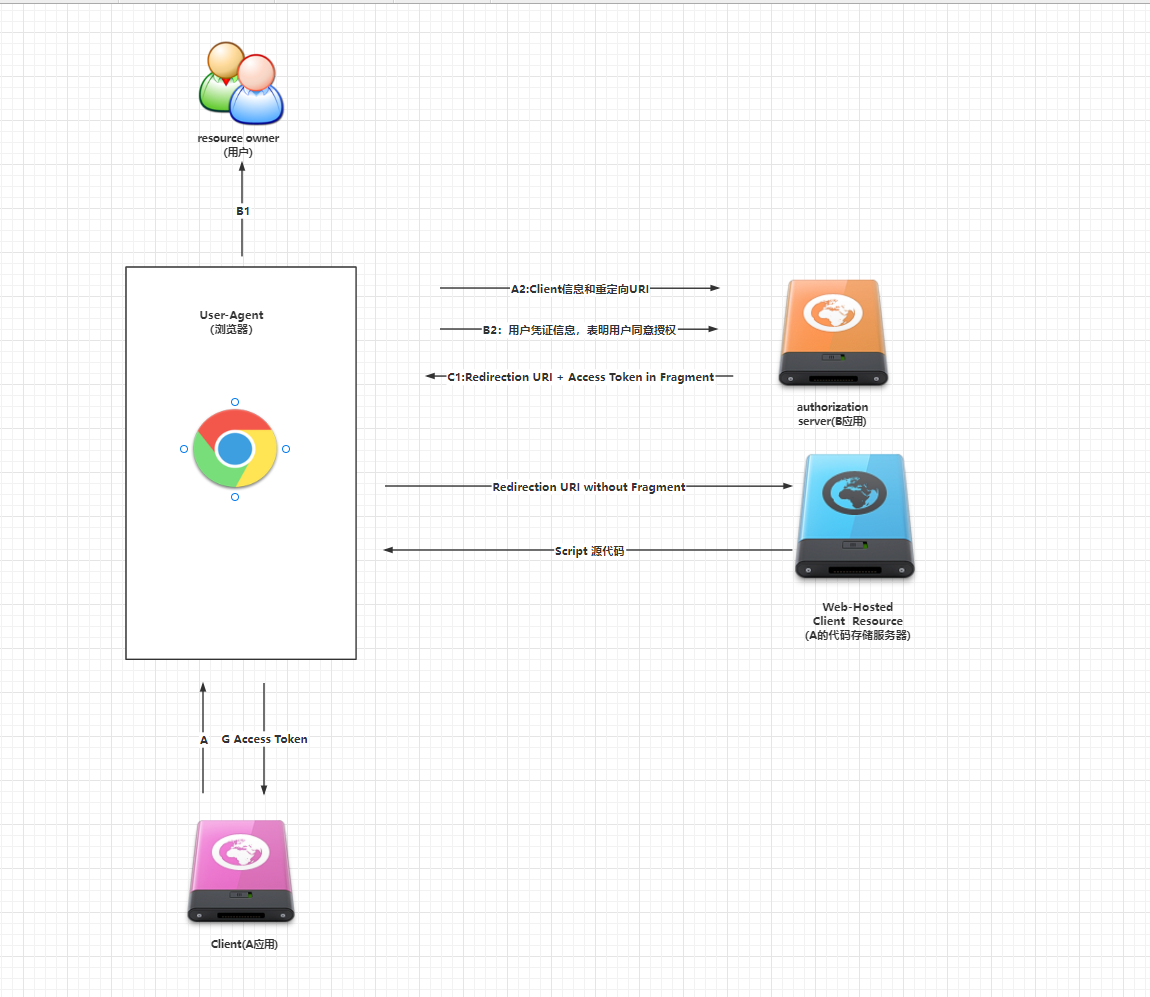 resource owner
(用户)
B1
User-Agent
(浏览器)
A2:Client信息和重定向URI
B2：用户凭证信息，表明用户同意授权
C1:Redirection URI + Access Token in Fragment
authorization
server(B应用)
Redirection URI without Fragment
Script 源代码
Web-Hosted
Client Resource
(A的代码存储服务器)
A
G Access Token
Client(A应用)